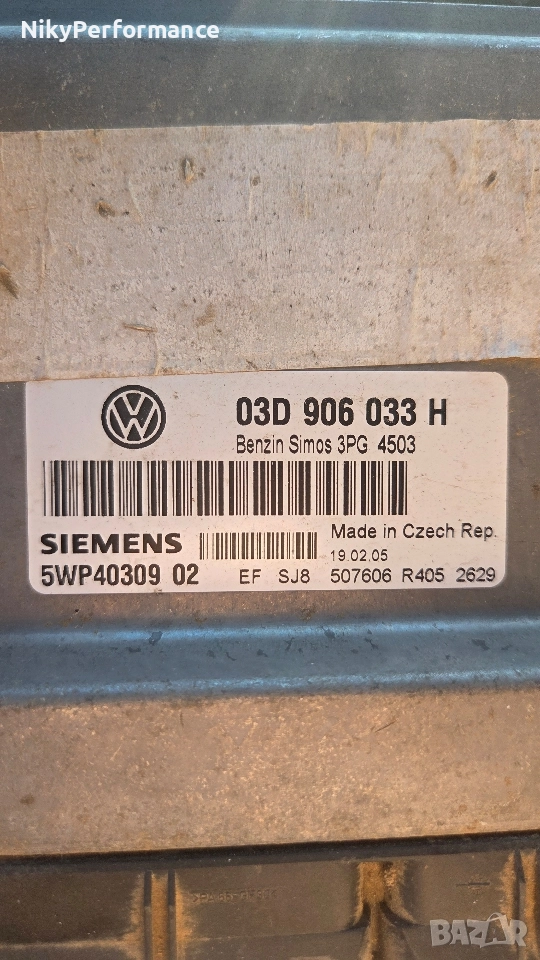 NikyPerformance
03D 906 033 H
Benzin Simos 3PG 4503
SIEMENS
Made in Czech Rep.
19.02.05
5WP40309 02 EF SJ8 507606 R405 2629
BAZAR